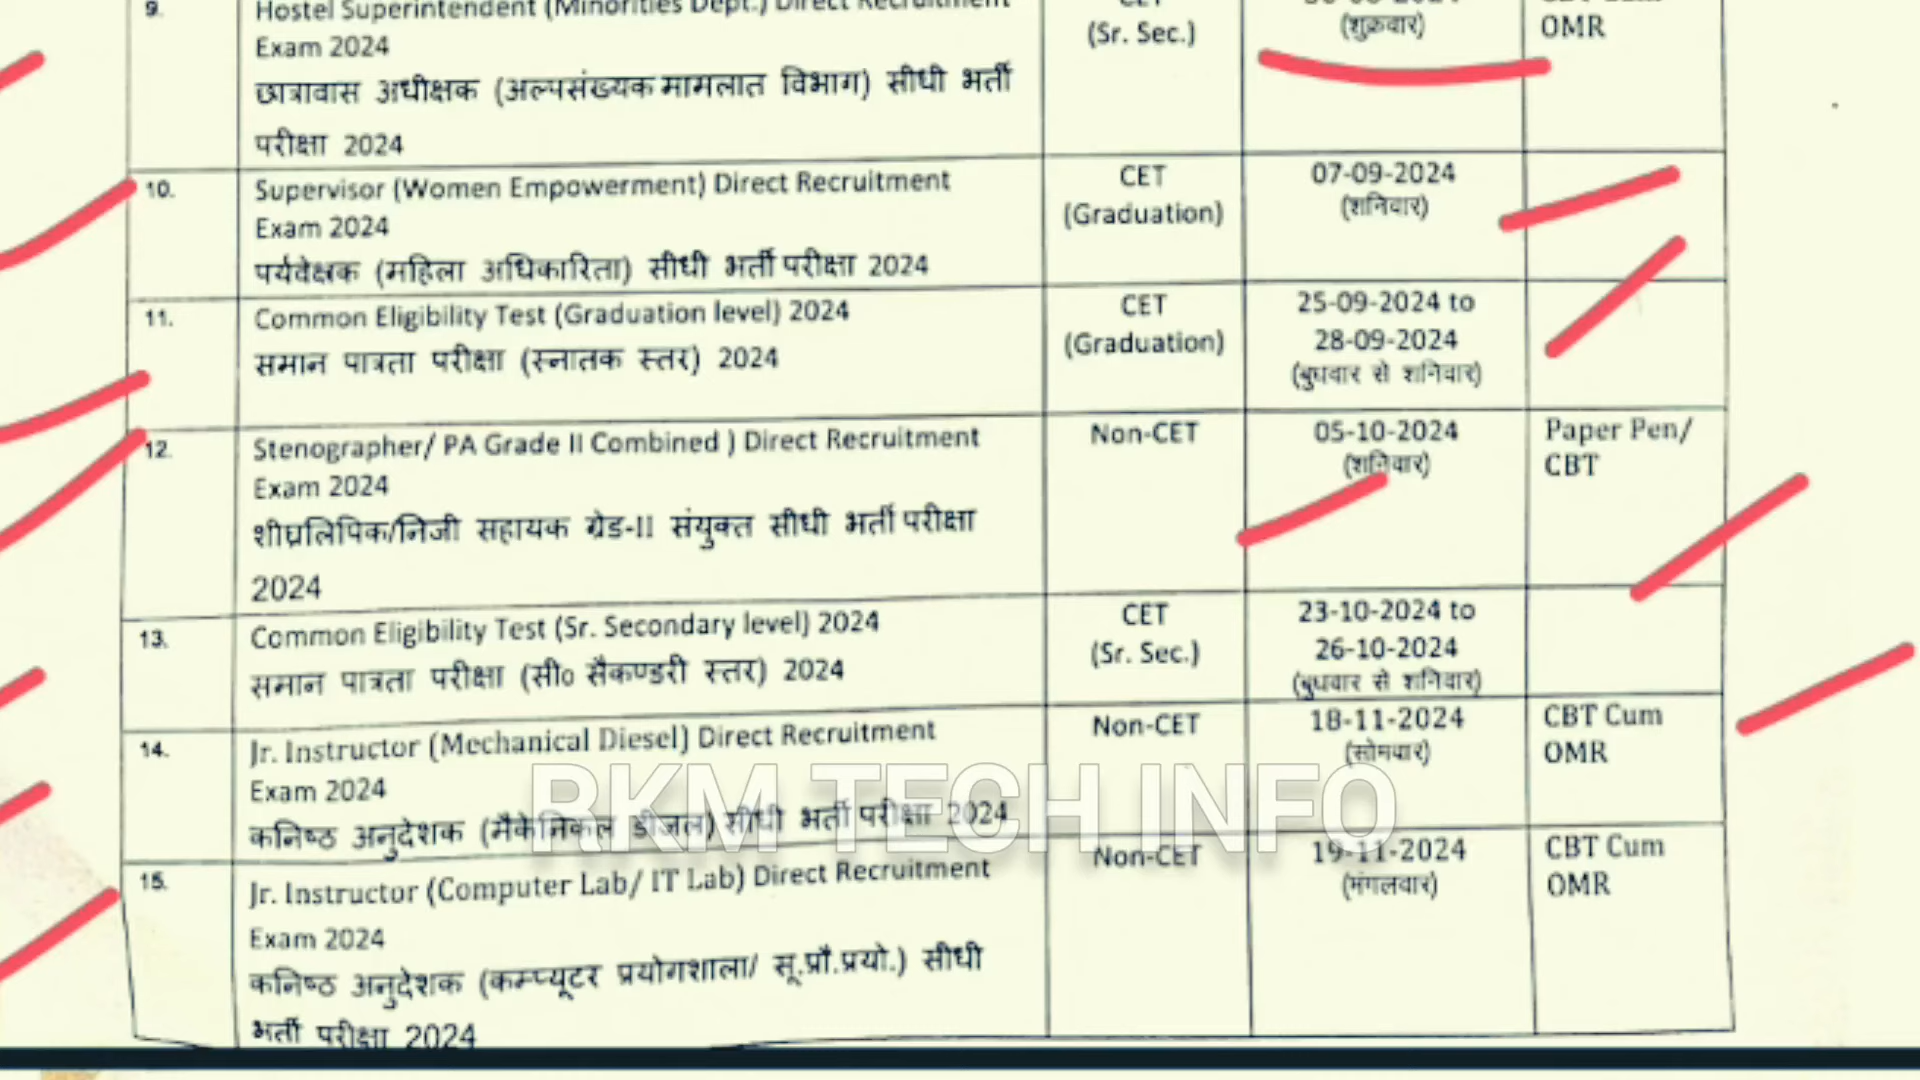 9.
Hostel Superintendent (Minorities Dept.) Direct Recruitment
Exam 2024
छात्रावास अधीक्षक (अल्पसंख्यक मामलात विभाग) सीधी भर्ती
परीक्षा 2024
(Sr. Sec.)
(शुक्रवार)
OMR
10.
Supervisor (Women Empowerment) Direct Recruitment
Exam 2024
पर्यवेक्षक (महिला अधिकारिता) सीधी भर्ती परीक्षा 2024
CET
(Graduation)
07-09-2024
(शनिवार)
11.
Common Eligibility Test (Graduation level) 2024
समान पात्रता परीक्षा (स्नातक स्तर) 2024
CET
(Graduation)
25-09-2024 to
28-09-2024
(बुधवार से शनिवार)
12.
Stenographer/ PA Grade II Combined ) Direct Recruitment
Exam 2024
शीघ्रलिपिक/निजी सहायक ग्रेड-II संयुक्त सीधी भर्ती परीक्षा
2024
Non-CET
05-10-2024
(शनिवार)
Paper Pen/
CBT
13.
Common Eligibility Test (Sr. Secondary level) 2024
समान पात्रता परीक्षा (सी० सैकण्डरी स्तर) 2024
CET
(Sr. Sec.)
23-10-2024 to
26-10-2024
(बुधवार से शनिवार)
14.
Jr. Instructor (Mechanical Diesel) Direct Recruitment
Exam 2024
कनिष्ठ अनुदेशक (मैकेनिकल डीजल) सीधी भर्ती परीक्षा 2024
Non-CET
18-11-2024
(सोमवार)
CBT Cum
OMR
RKM TECH INFO
15.
Jr. Instructor (Computer Lab/ IT Lab) Direct Recruitment
Exam 2024
कनिष्ठ अनुदेशक (कम्प्यूटर प्रयोगशाला/ सू.प्रौ.प्रयो.) सीधी
भर्ती परीक्षा 2024
Non-CET
19-11-2024
(मंगलवार)
CBT Cum
OMR